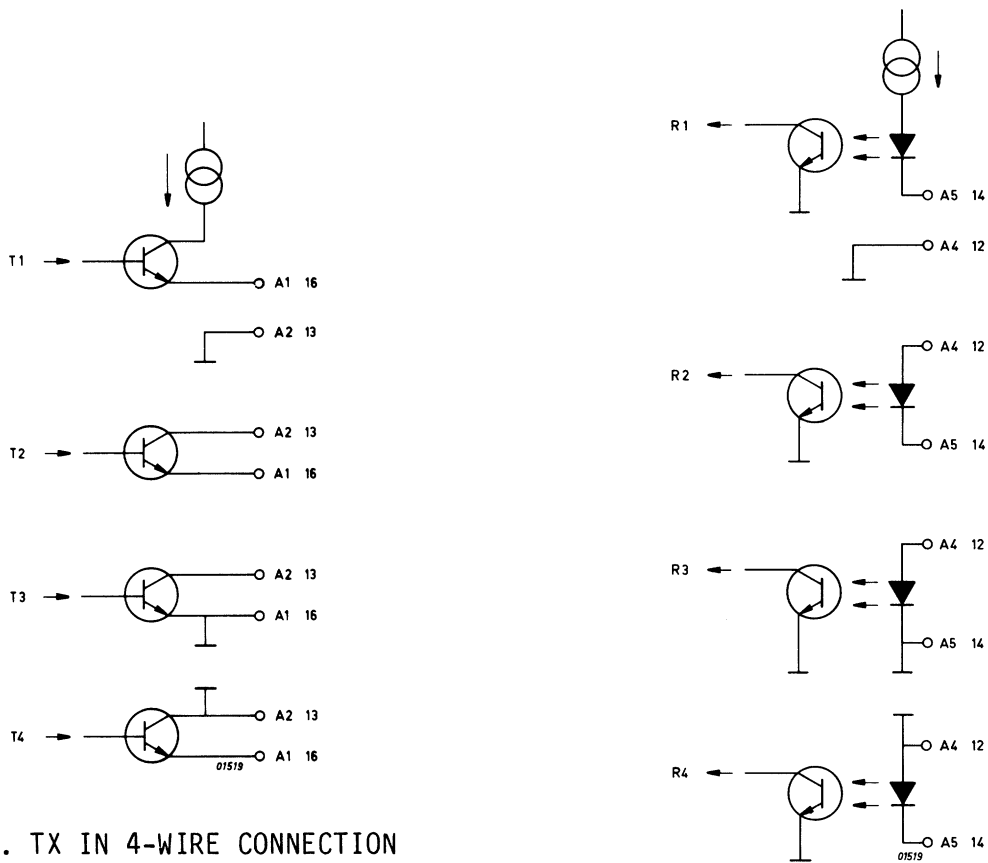 T1
A1 16
A2 13
T2
A2 13
A1 16
T3
A2 13
A1 16
T4
A2 13
A1 16
01519
. TX IN 4-WIRE CONNECTION
R1
A5 14
A4 12
R2
A4 12
A5 14
R3
A4 12
A5 14
R4
A4 12
A5 14
01519